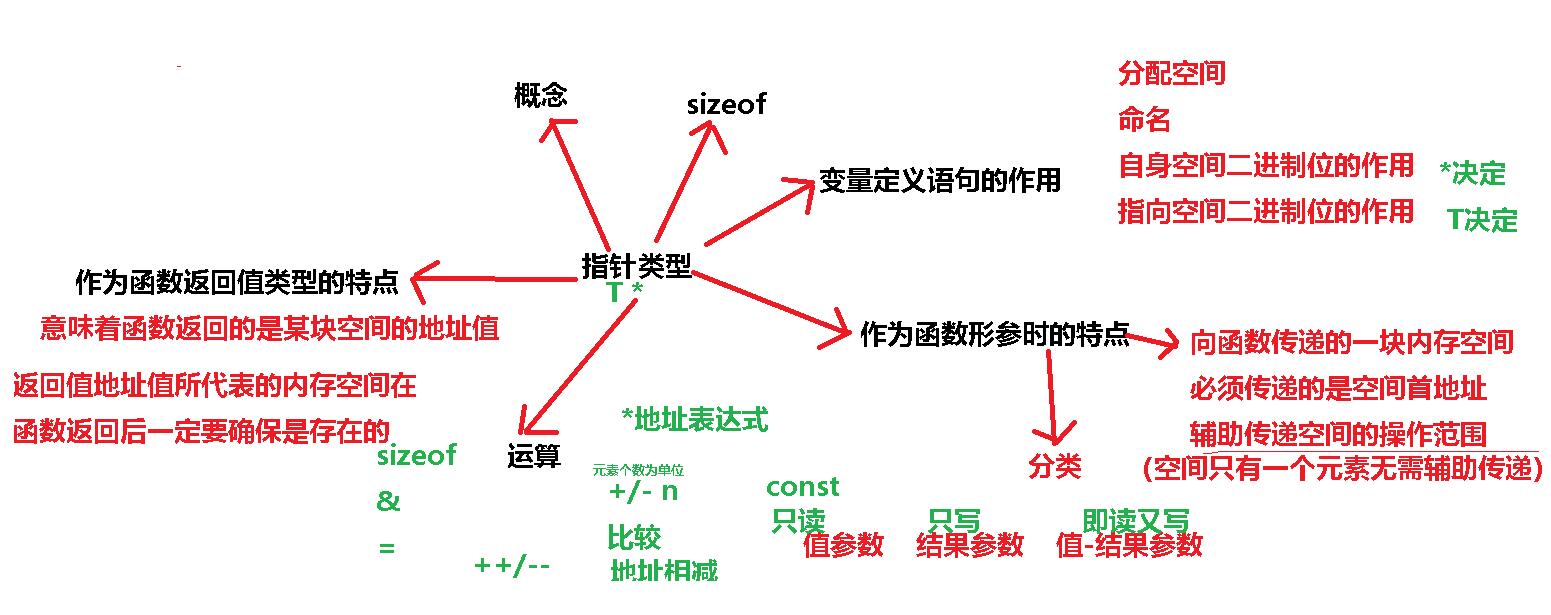 概念
sizeof
变量定义语句的作用
分配空间
命名
自身空间二进制位的作用 *决定
指向空间二进制位的作用 T决定
指针类型
T *
作为函数返回值类型的特点
意味着函数返回的是某块空间的地址值
返回值地址值所代表的内存空间在
函数返回后一定要确保是存在的
作为函数形参时的特点
向函数传递的一块内存空间
必须传递的是空间首地址
辅助传递空间的操作范围
(空间只有一个元素无需辅助传递)
分类
const
只读
值参数
只写
结果参数
即读又写
值-结果参数
运算
sizeof
&
=
++/--
*地址表达式
元素个数为单位
+/- n
比较
地址相减